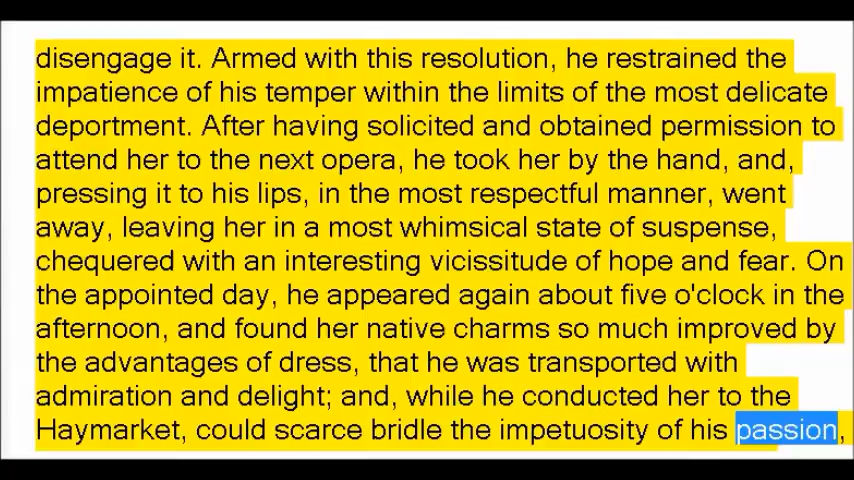 disengage it. Armed with this resolution, he restrained the
impatience of his temper within the limits of the most delicate
deportment. After having solicited and obtained permission to
attend her to the next opera, he took her by the hand, and,
pressing it to his lips, in the most respectful manner, went
away, leaving her in a most whimsical state of suspense,
chequered with an interesting vicissitude of hope and fear. On
the appointed day, he appeared again about five o'clock in the
afternoon, and found her native charms so much improved by
the advantages of dress, that he was transported with
admiration and delight; and, while he conducted her to the
Haymarket, could scarce bridle the impetuosity of his passion,